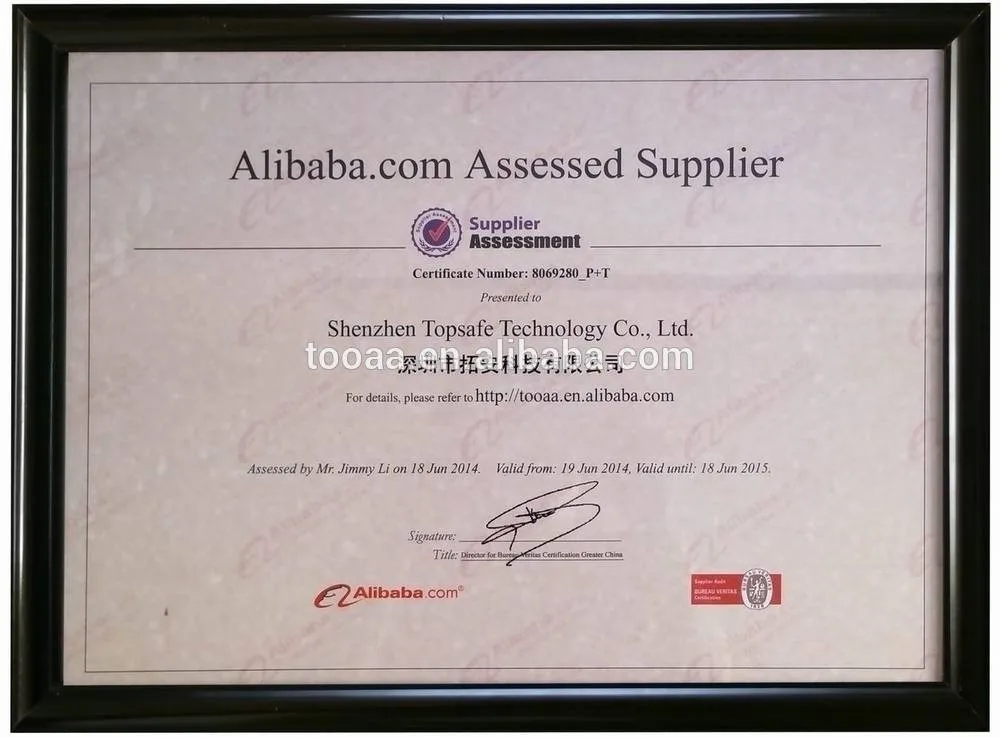 Alibaba.com Assessed Supplier
Supplier
Assessment
Certificate Number: 8069280_P+T
Presented to
Shenzhen Topsafe Technology Co., Ltd.
tooaa.en.alibaba.com
深圳市拓安科技有限公司
For details, please refer to http://tooaa.en.alibaba.com
Assessed by Mr. Jimmy Li on 18 Jun 2014. Valid from: 19 Jun 2014, Valid until: 18 Jun 2015.
Signature:
Title: Director for Bureau Veritas Certification Greater China
Alibaba.com®
Supplier Audit
BUREAU VERITAS
Certification
BUREAU VERITAS
1828